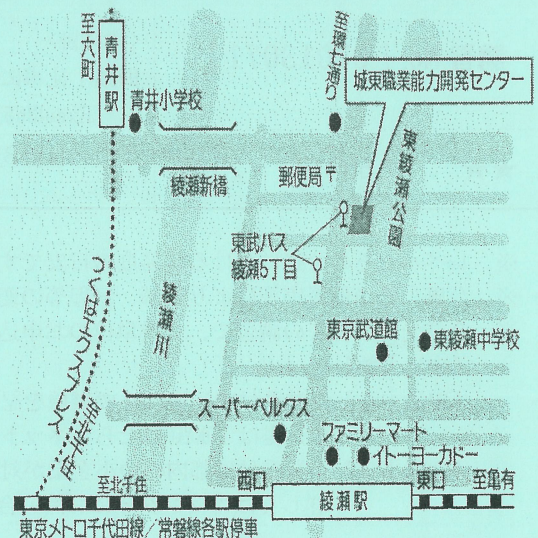 至六町
青井駅
青井小学校
至環七通り
城東職業能力開発センター
東綾瀬公園
綾瀬新橋
郵便局〒
東武バス
綾瀬5丁目
綾瀬川
つくばエクスプレス
至北千住
東京武道館
東綾瀬中学校
スーパーベルクス
ファミリーマート
イトーヨーカドー
至北千住
西口
綾瀬駅
東口
至亀有
東京メトロ千代田線/常磐線各駅停車